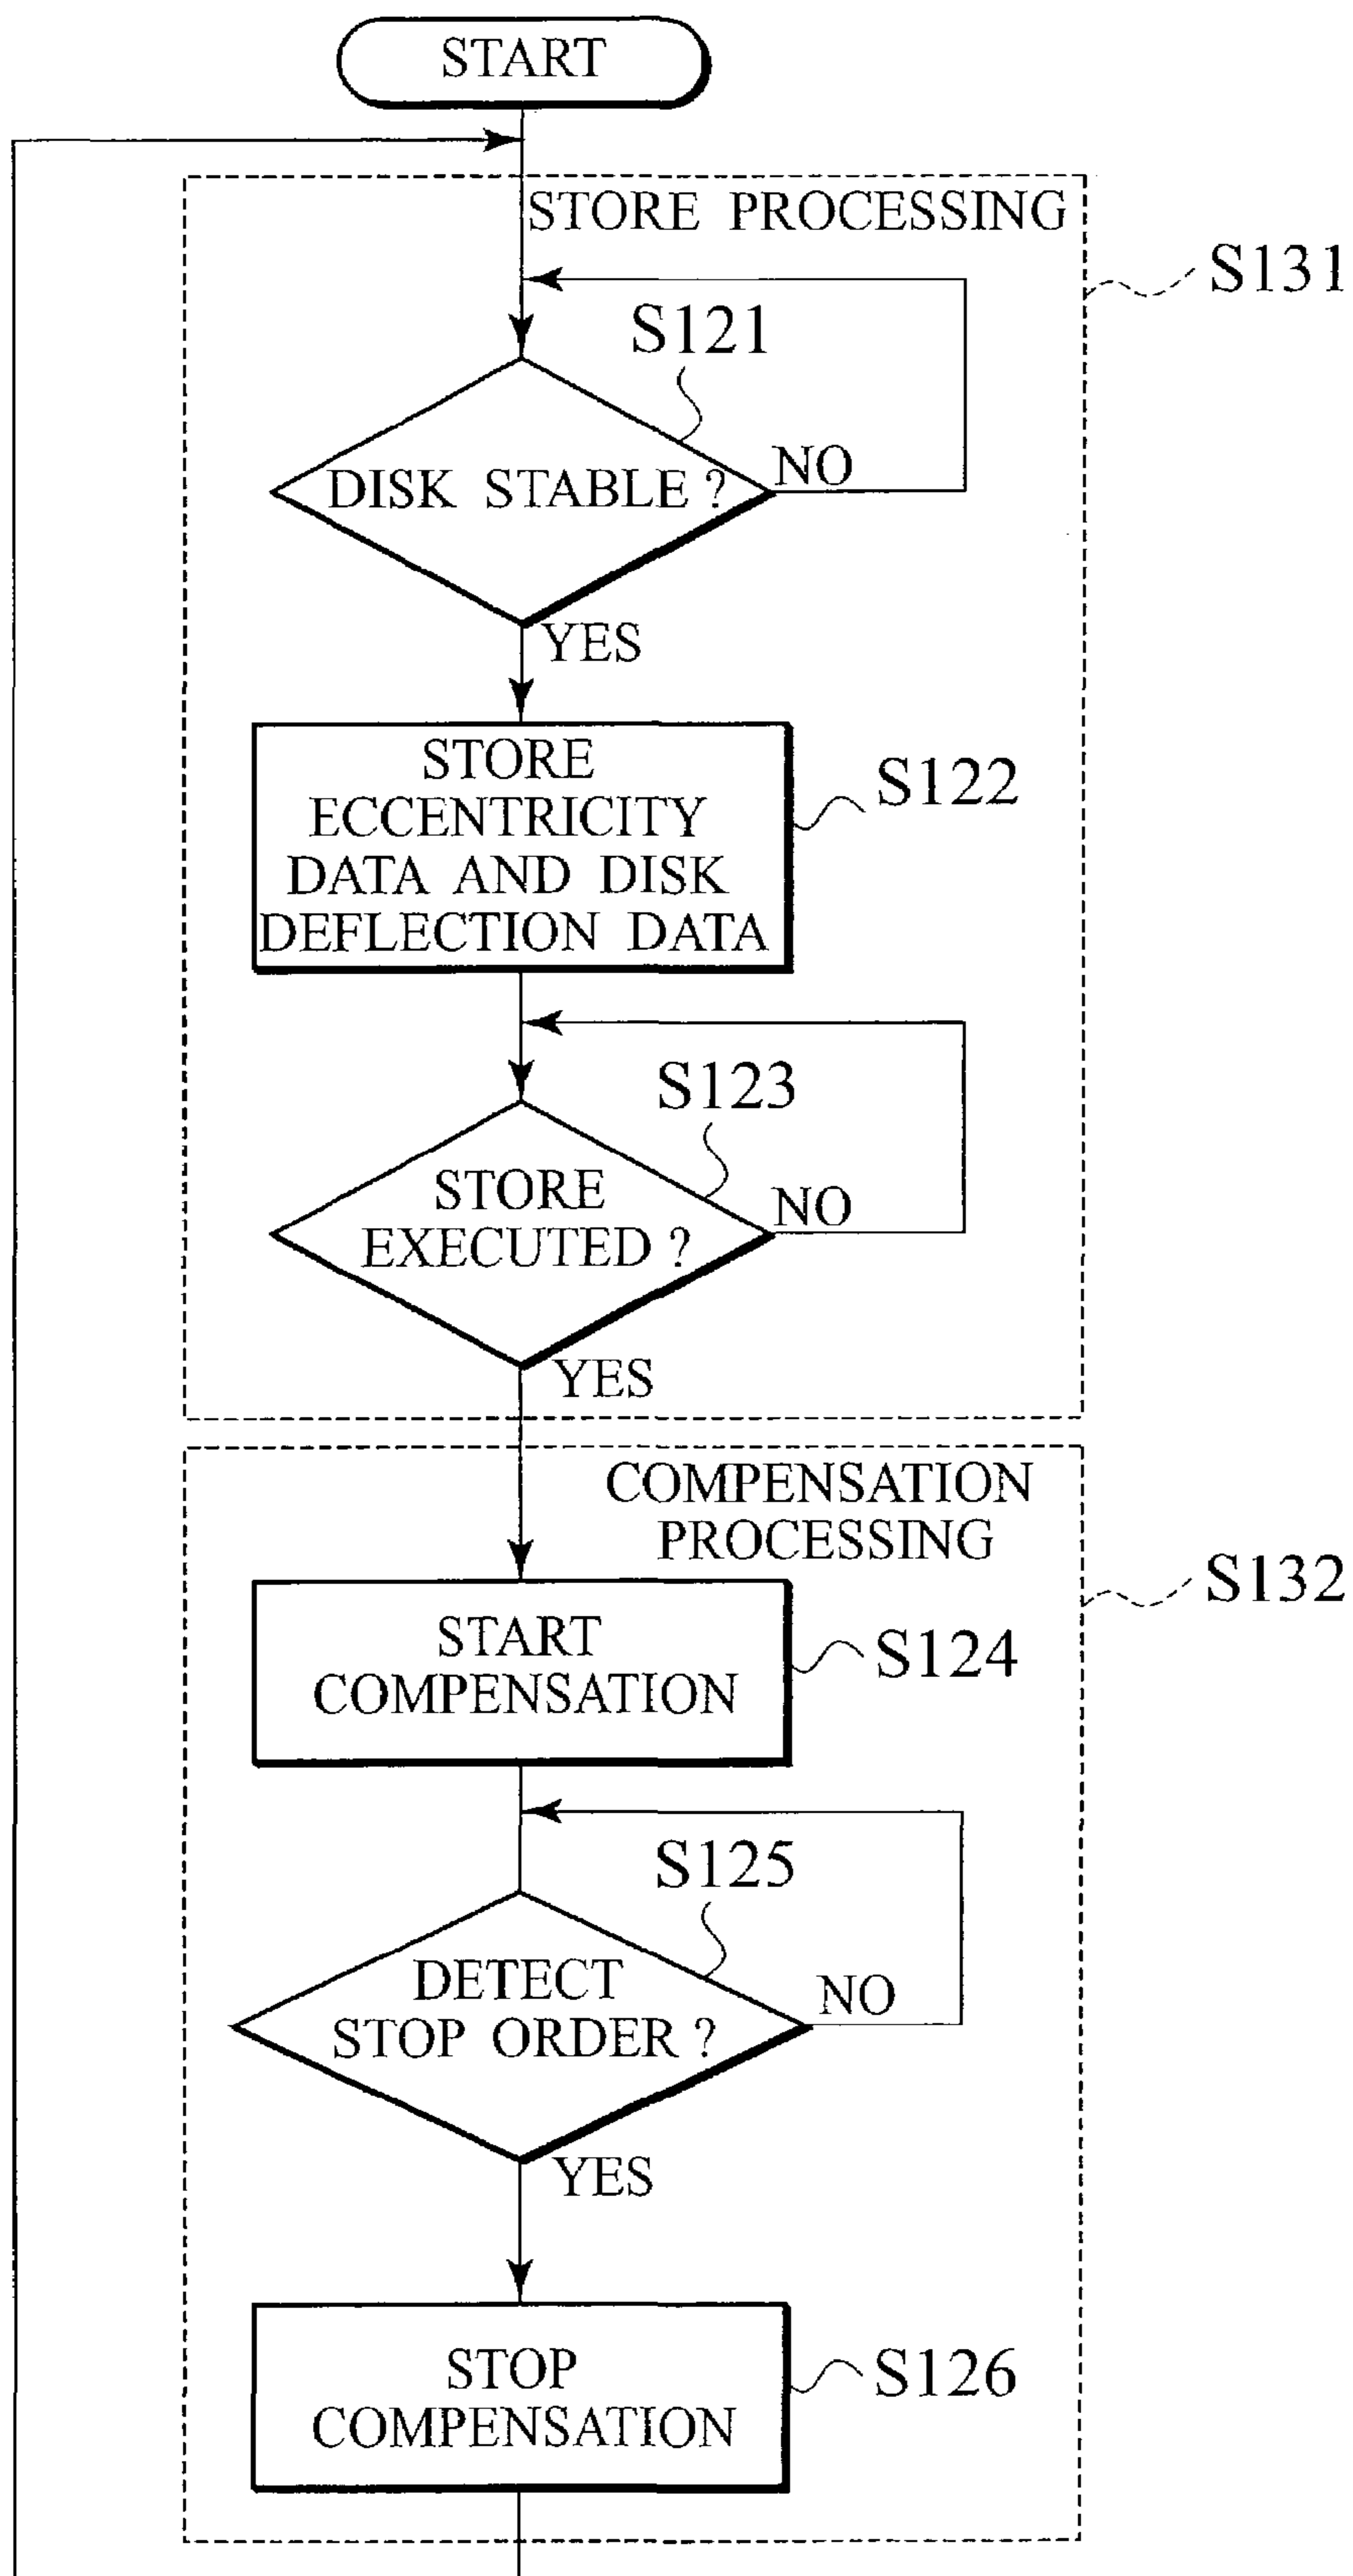 START
STORE PROCESSING
S131
S121
DISK STABLE ?
NO
YES
STORE
ECCENTRICITY
DATA AND DISK
DEFLECTION DATA
S122
S123
STORE
EXECUTED ?
NO
YES
COMPENSATION
PROCESSING
S132
START
COMPENSATION
S124
S125
DETECT
STOP ORDER ?
NO
YES
STOP
COMPENSATION
S126